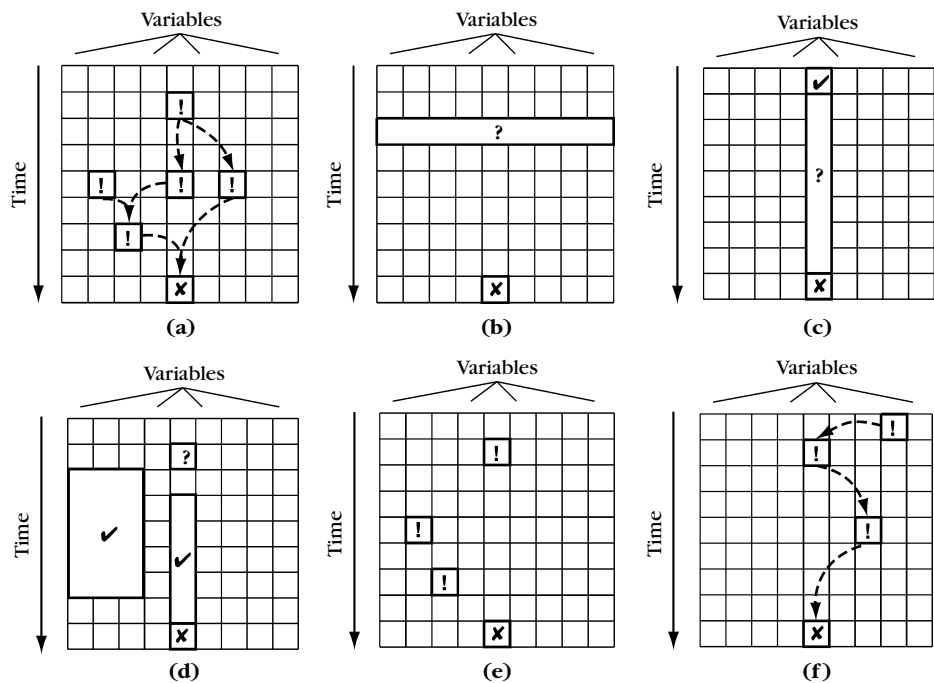 Variables Variables Variables
Time ! Time Time ✔
?
! ! ! ?
!
✘ ✘ ✘
(a) (b) (c)
Variables Variables Variables
Time Time Time !
? ! !
✔ ! !
✔ !
✘ ✘ ✘
(d) (e) (f)